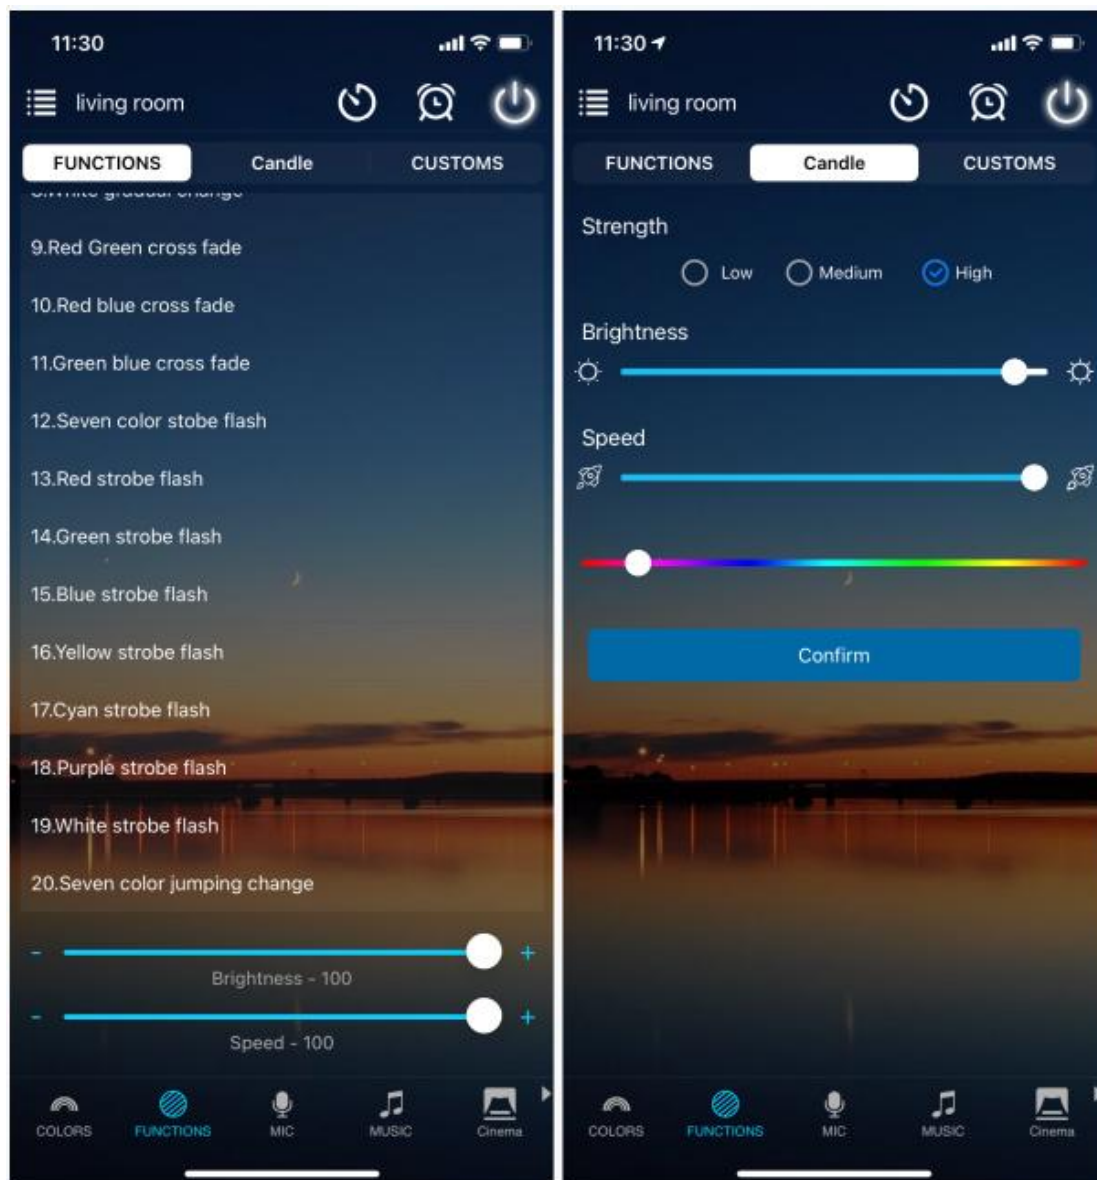 11:30
living room
FUNCTIONS Candle CUSTOMS
8.White gradual change
9.Red Green cross fade
10.Red blue cross fade
11.Green blue cross fade
12.Seven color stobe flash
13.Red strobe flash
14.Green strobe flash
15.Blue strobe flash
16.Yellow strobe flash
17.Cyan strobe flash
18.Purple strobe flash
19.White strobe flash
20.Seven color jumping change
- +
Brightness - 100
- +
Speed - 100
COLORS FUNCTIONS MIC MUSIC Cinema
11:30
living room
FUNCTIONS Candle CUSTOMS
Strength
Low Medium High
Brightness
Speed
Confirm
COLORS FUNCTIONS MIC MUSIC Cinema